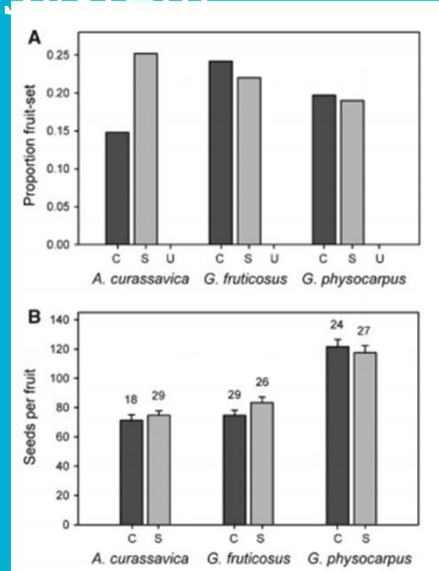 A
Proportion fruit-set
0.25
0.20
0.15
0.10
0.05
0.00
C S U C S U C S U
A. curassavica G. fruticosus G. physocarpus
B
Seeds per fruit
140
120
100
80
60
40
20
0
18 29 29 26 24 27
C S C S C S
A. curassavica G. fruticosus G. physocarpus